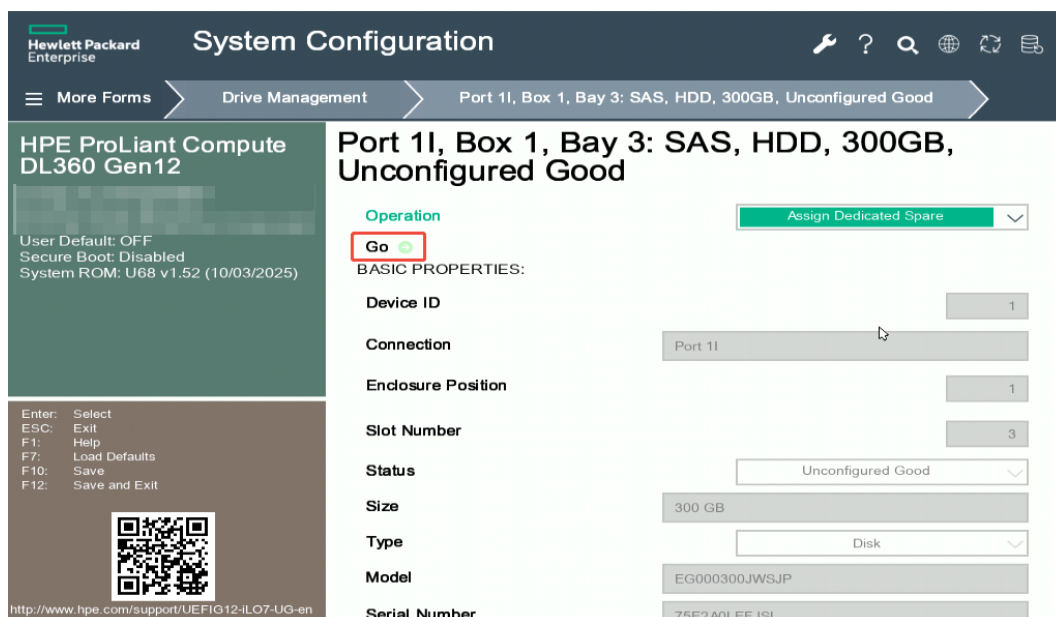 Hewlett Packard
Enterprise
System Configuration
?
More Forms
Drive Management
Port 1I, Box 1, Bay 3: SAS, HDD, 300GB, Unconfigured Good
HPE ProLiant Compute
DL360 Gen12
User Default: OFF
Secure Boot: Disabled
System ROM: U68 v1.52 (10/03/2025)
Enter: Select
ESC: Exit
F1: Help
F7: Load Defaults
F10: Save
F12: Save and Exit
http://www.hpe.com/support/UEFIG12-iLO7-UG-en
Port 1I, Box 1, Bay 3: SAS, HDD, 300GB,
Unconfigured Good
Operation Assign Dedicated Spare
Go
BASIC PROPERTIES:
Device ID 1
Connection Port 1I
Enclosure Position 1
Slot Number 3
Status Unconfigured Good
Size 300 GB
Type Disk
Model EG000300JWSJP
Serial Number